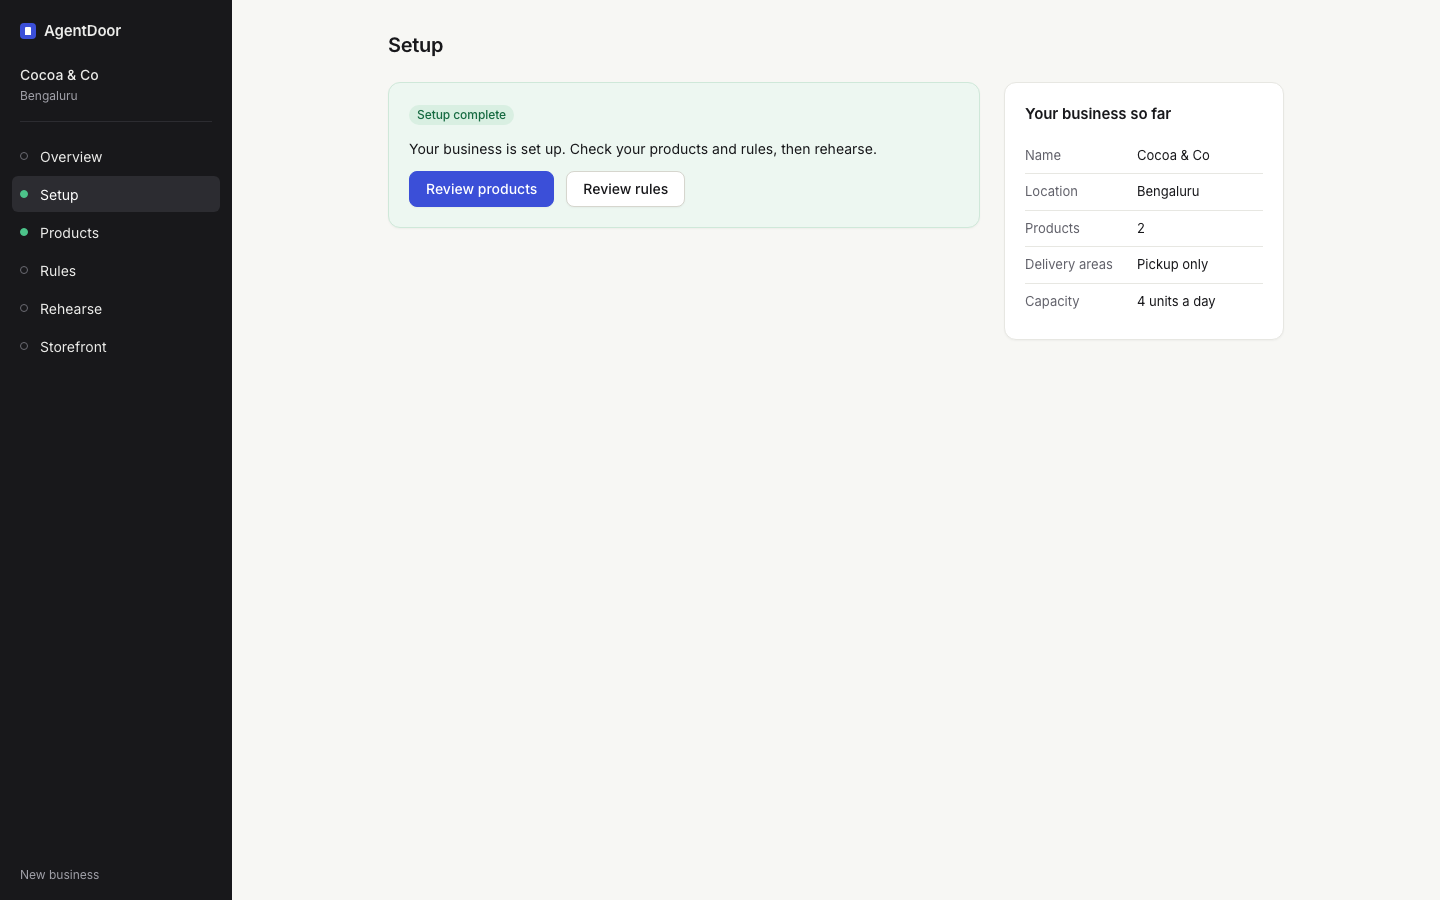 AgentDoor
Cocoa & Co
Bengaluru
Overview
Setup
Products
Rules
Rehearse
Storefront
New business
Setup
Setup complete
Your business is set up. Check your products and rules, then rehearse.
Review products
Review rules
Your business so far
Name Cocoa & Co
Location Bengaluru
Products 2
Delivery areas Pickup only
Capacity 4 units a day